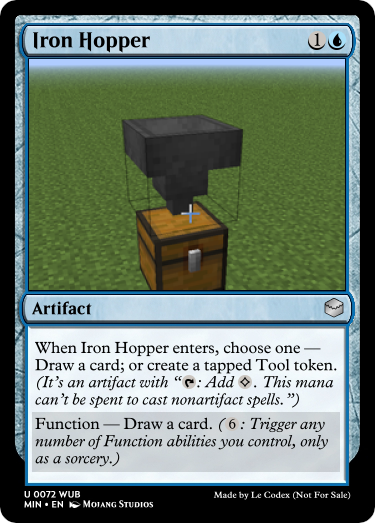 Iron Hopper 1
Artifact
When Iron Hopper enters, choose one —
Draw a card; or create a tapped Tool token.
(It's an artifact with “: Add . This mana
can't be spent to cast nonartifact spells.”)
Function — Draw a card. ( 6 : Trigger any
number of Function abilities you control, only
as a sorcery.)
U 0072 WUB
MIN • EN Mojang Studios
Made by Le Codex (Not For Sale)